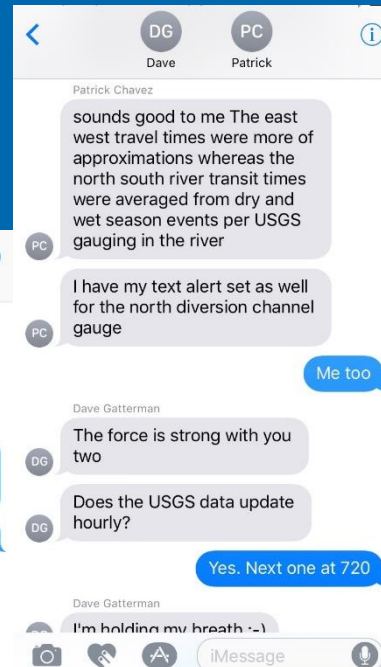 DG
PC
Dave
Patrick
Patrick Chavez
sounds good to me The east
west travel times were more of
approximations whereas the
north south river transit times
were averaged from dry and
wet season events per USGS
gauging in the river
PC
I have my text alert set as well
for the north diversion channel
gauge
PC
Me too
Dave Gatterman
The force is strong with you
two
DG
Does the USGS data update
hourly?
DG
Yes. Next one at 720
Dave Gatterman
I'm holding my breath :-)
iMessage